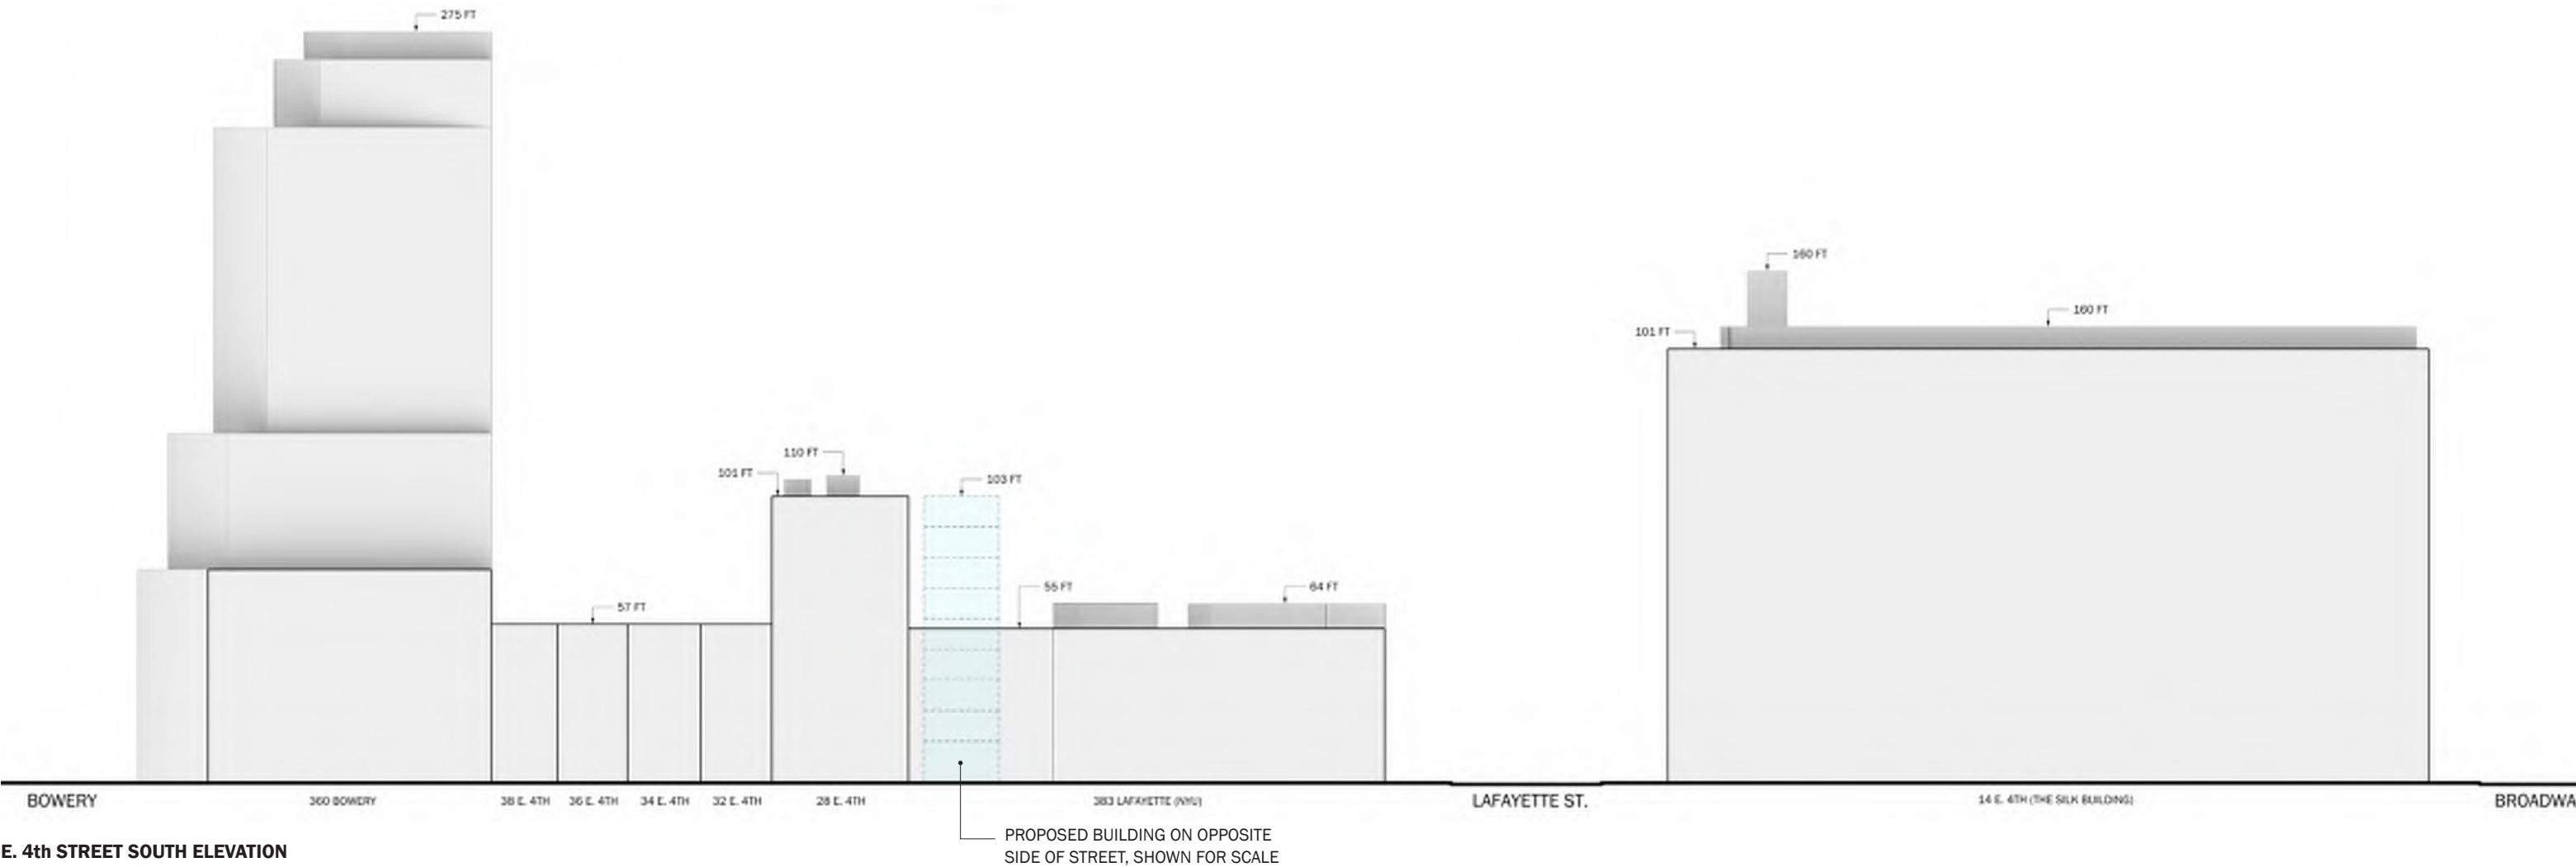 275 FT
160 FT
160 FT
101 FT
110 FT
101 FT
103 FT
55 FT
64 FT
57 FT
BOWERY
360 BOWERY
38 E. 4TH
36 E. 4TH
34 E. 4TH
32 E. 4TH
28 E. 4TH
383 LAFAYETTE (NYU)
LAFAYETTE ST.
14 E. 4TH (THE SILK BUILDING)
BROADWA
PROPOSED BUILDING ON OPPOSITE
SIDE OF STREET, SHOWN FOR SCALE
E. 4th STREET SOUTH ELEVATION